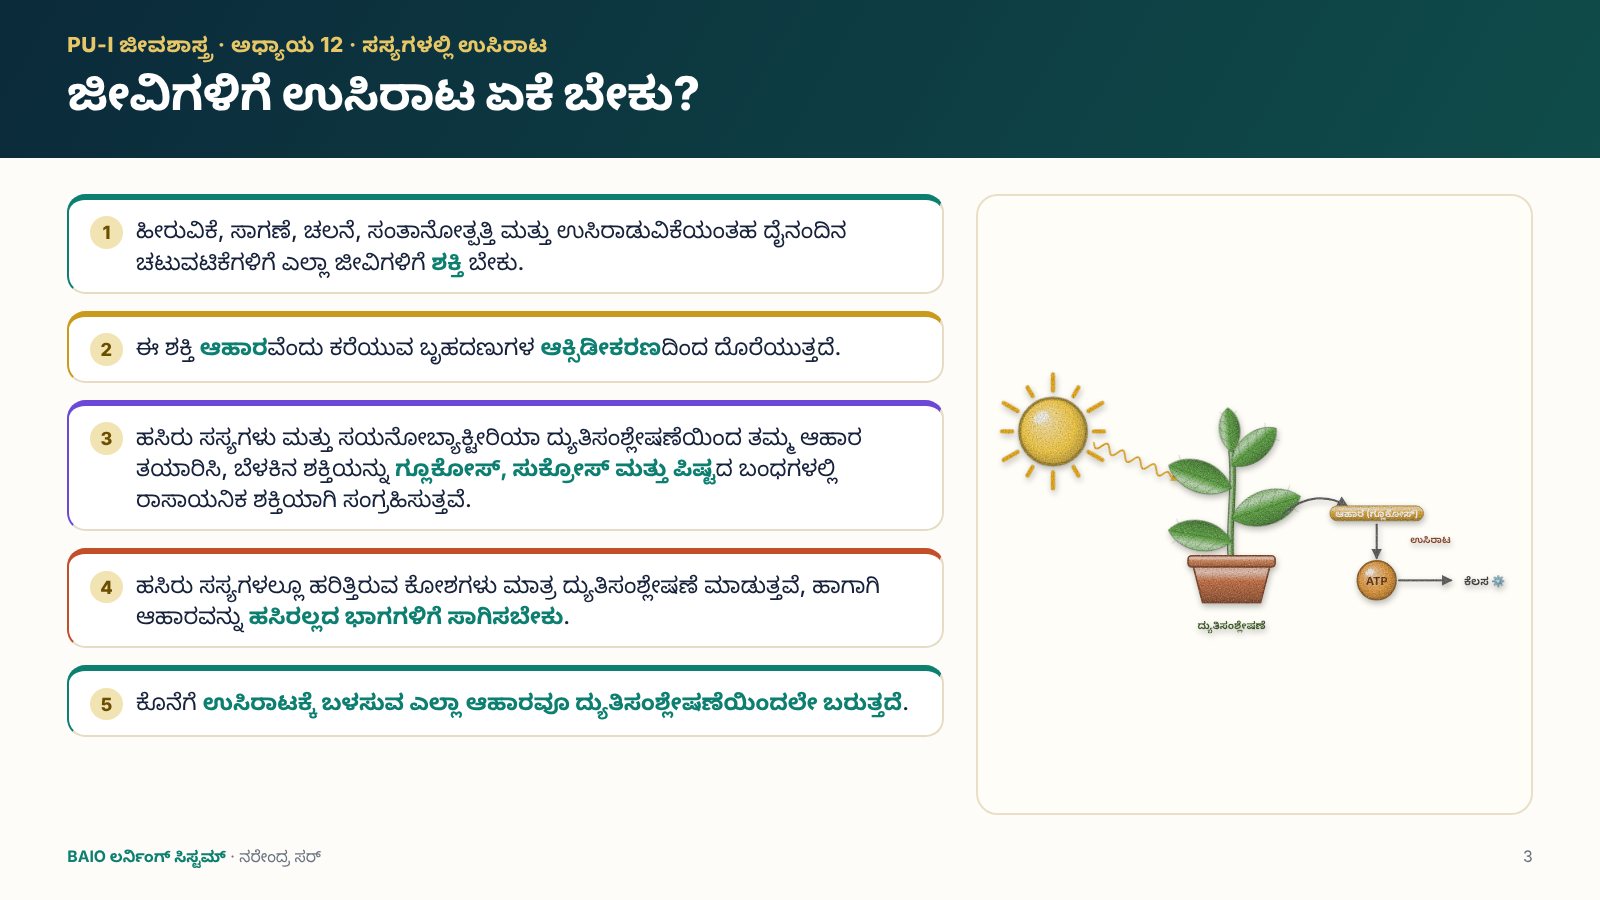 PU-I ಜೀವಶಾಸ್ತ್ರ · ಅಧ್ಯಾಯ 12 · ಸಸ್ಯಗಳಲ್ಲಿ ಉಸಿರಾಟ
ಜೀವಿಗಳಿಗೆ ಉಸಿರಾಟ ಏಕೆ ಬೇಕು?
1 ಹೀರುವಿಕೆ, ಸಾಗಣೆ, ಚಲನೆ, ಸಂತಾನೋತ್ಪತ್ತಿ ಮತ್ತು ಉಸಿರಾಡುವಿಕೆಯಂತಹ ದೈನಂದಿನ
ಚಟುವಟಿಕೆಗಳಿಗೆ ಎಲ್ಲಾ ಜೀವಿಗಳಿಗೆ ಶಕ್ತಿ ಬೇಕು.
2 ಈ ಶಕ್ತಿ ಆಹಾರವೆಂದು ಕರೆಯುವ ಬೃಹದಣುಗಳ ಆಕ್ಸಿಡೀಕರಣದಿಂದ ದೊರೆಯುತ್ತದೆ.
3 ಹಸಿರು ಸಸ್ಯಗಳು ಮತ್ತು ಸಯನೋಬ್ಯಾಕ್ಟೀರಿಯಾ ದ್ಯುತಿಸಂಶ್ಲೇಷಣೆಯಿಂದ ತಮ್ಮ ಆಹಾರ
ತಯಾರಿಸಿ, ಬೆಳಕಿನ ಶಕ್ತಿಯನ್ನು ಗ್ಲೂಕೋಸ್, ಸುಕ್ರೋಸ್ ಮತ್ತು ಪಿಷ್ಟದ ಬಂಧಗಳಲ್ಲಿ
ರಾಸಾಯನಿಕ ಶಕ್ತಿಯಾಗಿ ಸಂಗ್ರಹಿಸುತ್ತವೆ.
4 ಹಸಿರು ಸಸ್ಯಗಳಲ್ಲೂ ಹರಿತ್ತಿರುವ ಕೋಶಗಳು ಮಾತ್ರ ದ್ಯುತಿಸಂಶ್ಲೇಷಣೆ ಮಾಡುತ್ತವೆ, ಹಾಗಾಗಿ
ಆಹಾರವನ್ನು ಹಸಿರಲ್ಲದ ಭಾಗಗಳಿಗೆ ಸಾಗಿಸಬೇಕು.
5 ಕೊನೆಗೆ ಉಸಿರಾಟಕ್ಕೆ ಬಳಸುವ ಎಲ್ಲಾ ಆಹಾರವೂ ದ್ಯುತಿಸಂಶ್ಲೇಷಣೆಯಿಂದಲೇ ಬರುತ್ತದೆ.
ಆಹಾರ (ಗ್ಲೂಕೋಸ್)
ಉಸಿರಾಟ
ATP
ಕೆಲಸ
ದ್ಯುತಿಸಂಶ್ಲೇಷಣೆ
BAIO ಲರ್ನಿಂಗ್ ಸಿಸ್ಟಮ್ · ನರೇಂದ್ರ ಸರ್
3